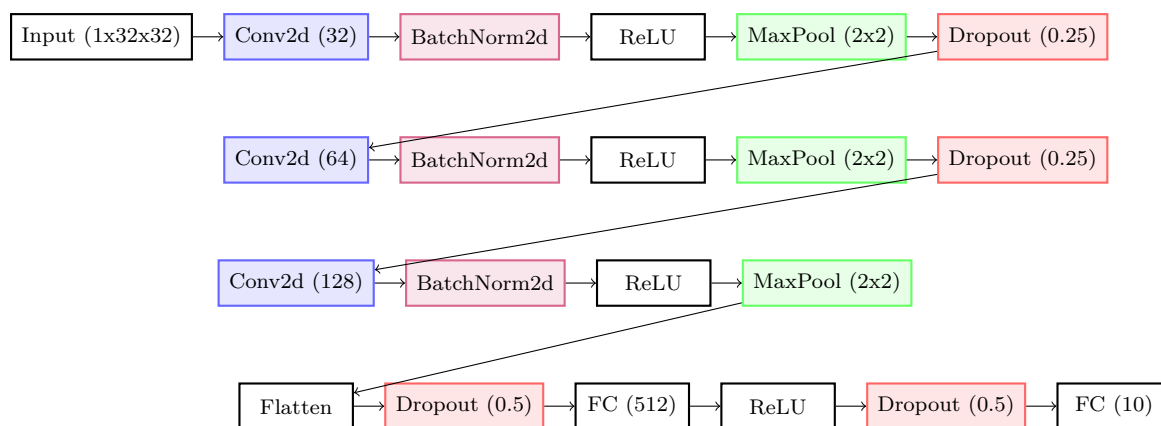 Input (1x32x32) Conv2d (32) BatchNorm2d ReLU MaxPool (2x2) Dropout (0.25)
Conv2d (64) BatchNorm2d ReLU MaxPool (2x2) Dropout (0.25)
Conv2d (128) BatchNorm2d ReLU MaxPool (2x2)
Flatten Dropout (0.5) FC (512) ReLU Dropout (0.5) FC (10)